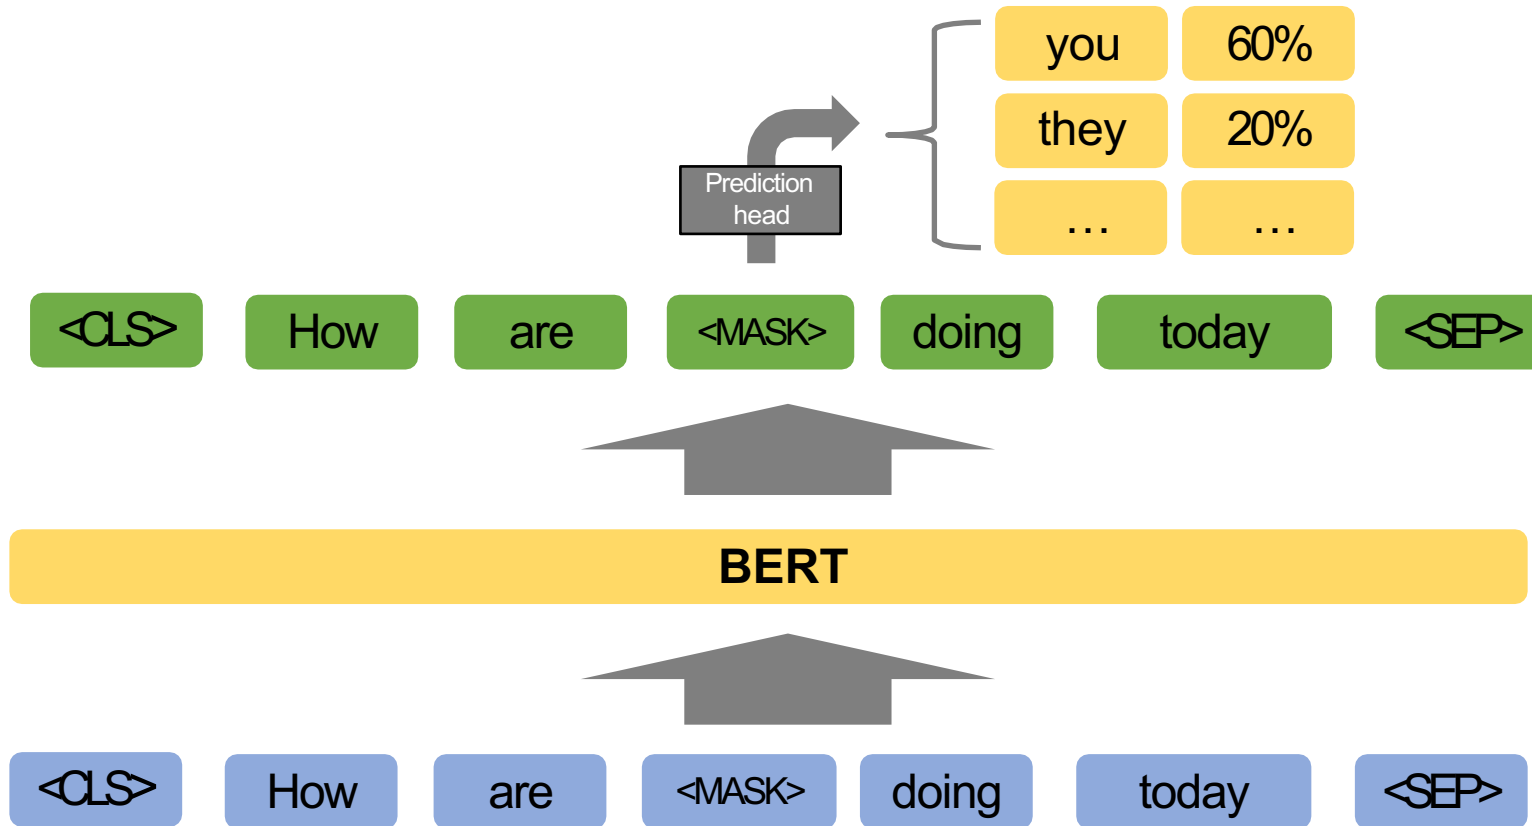 you 60%
they 20%
Prediction
head
… …
<CLS> How are <MASK> doing today <SEP>
BERT
<CLS> How are <MASK> doing today <SEP>